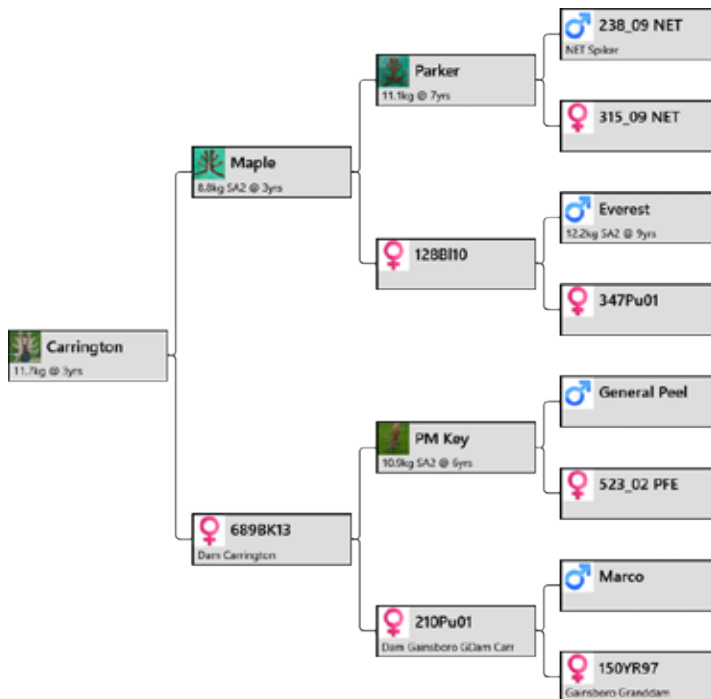 238_09 NET
NET Spiker
Parker
11.1kg @ 7yrs
315_09 NET
Maple
8.8kg SA2 @ 3yrs
Everest
12.2kg SA2 @ 9yrs
128Bl10
347Pu01
Carrington
11.7kg @ 3yrs
General Peel
PM Key
10.9kg SA2 @ 6yrs
523_02 PFE
689BK13
Dam Carrington
Marco
210Pu01
Dam Gainsboro GDam Carr
150YR97
Gainsboro Granddam